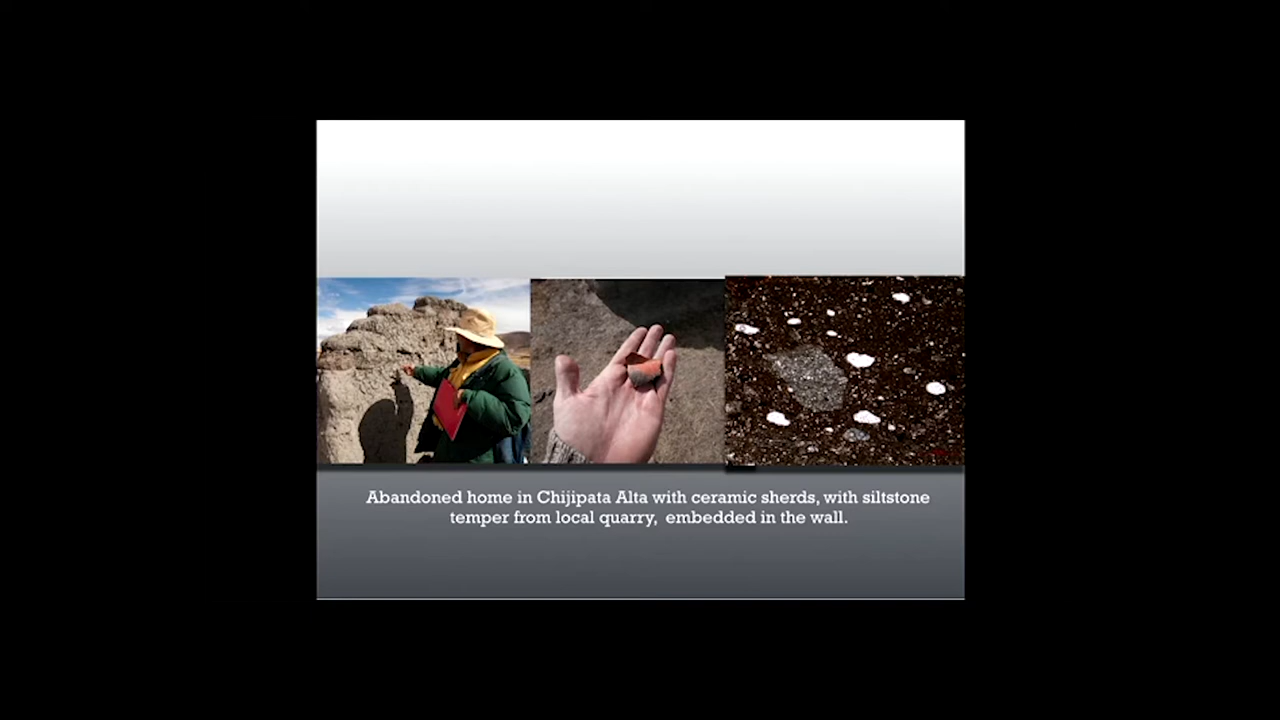 Abandoned home in Chijipata Alta with ceramic sherds, with siltstone
temper from local quarry,  embedded in the wall.